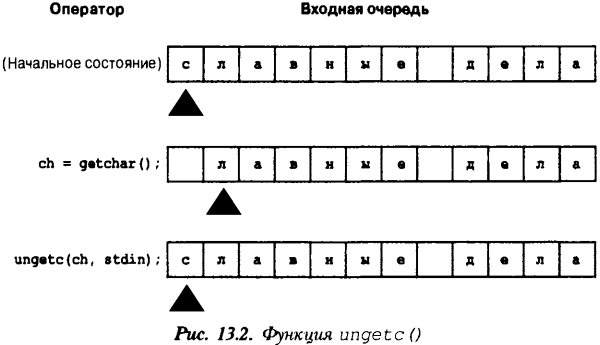 Оператор Входная очередь
(Начальное состояние) с л а в н ы е д е л а
ch = getchar(); л а в н ы е д е л а
ungetc(ch, stdin); с л а в н ы е д е л а
Рис. 13.2. Функция ungetc()